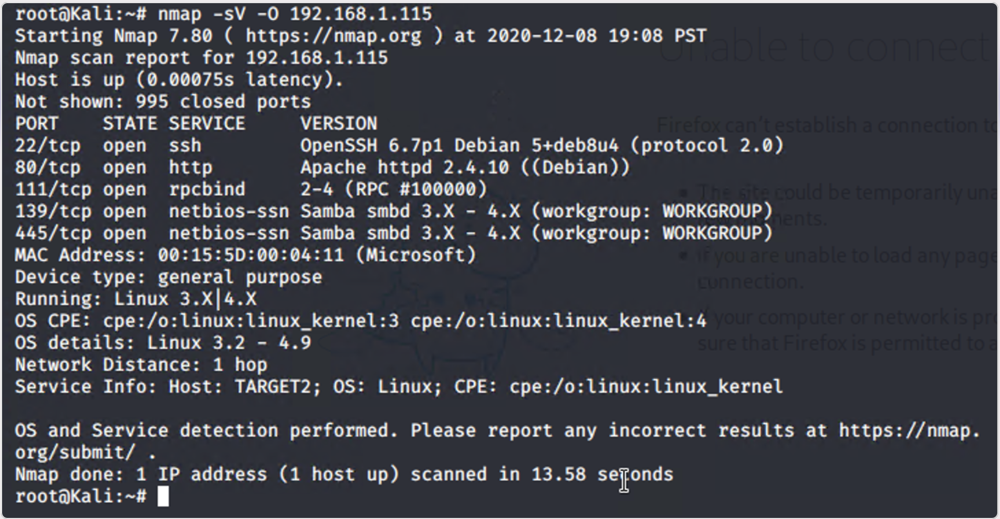 root@Kali:~# nmap -sV -O 192.168.1.115
Starting Nmap 7.80 ( https://nmap.org ) at 2020-12-08 19:08 PST
Nmap scan report for 192.168.1.115
Host is up (0.00075s latency).
Not shown: 995 closed ports
PORT    STATE SERVICE     VERSION
22/tcp  open  ssh         OpenSSH 6.7p1 Debian 5+deb8u4 (protocol 2.0)
80/tcp  open  http        Apache httpd 2.4.10 ((Debian))
111/tcp open  rpcbind     2-4 (RPC #100000)
139/tcp open  netbios-ssn Samba smbd 3.X - 4.X (workgroup: WORKGROUP)
445/tcp open  netbios-ssn Samba smbd 3.X - 4.X (workgroup: WORKGROUP)
MAC Address: 00:15:5D:00:04:11 (Microsoft)
Device type: general purpose
Running: Linux 3.X|4.X
OS CPE: cpe:/o:linux:linux_kernel:3 cpe:/o:linux:linux_kernel:4
OS details: Linux 3.2 - 4.9
Network Distance: 1 hop
Service Info: Host: TARGET2; OS: Linux; CPE: cpe:/o:linux:linux_kernel
OS and Service detection performed. Please report any incorrect results at https://nmap.
org/submit/ .
Nmap done: 1 IP address (1 host up) scanned in 13.58 seconds
root@Kali:~#
Unable to connect
Firefox can't establish a connection to
The site could be temporarily
If you are unable to load any
connection.
If your computer or network is
sure that Firefox is permitted to